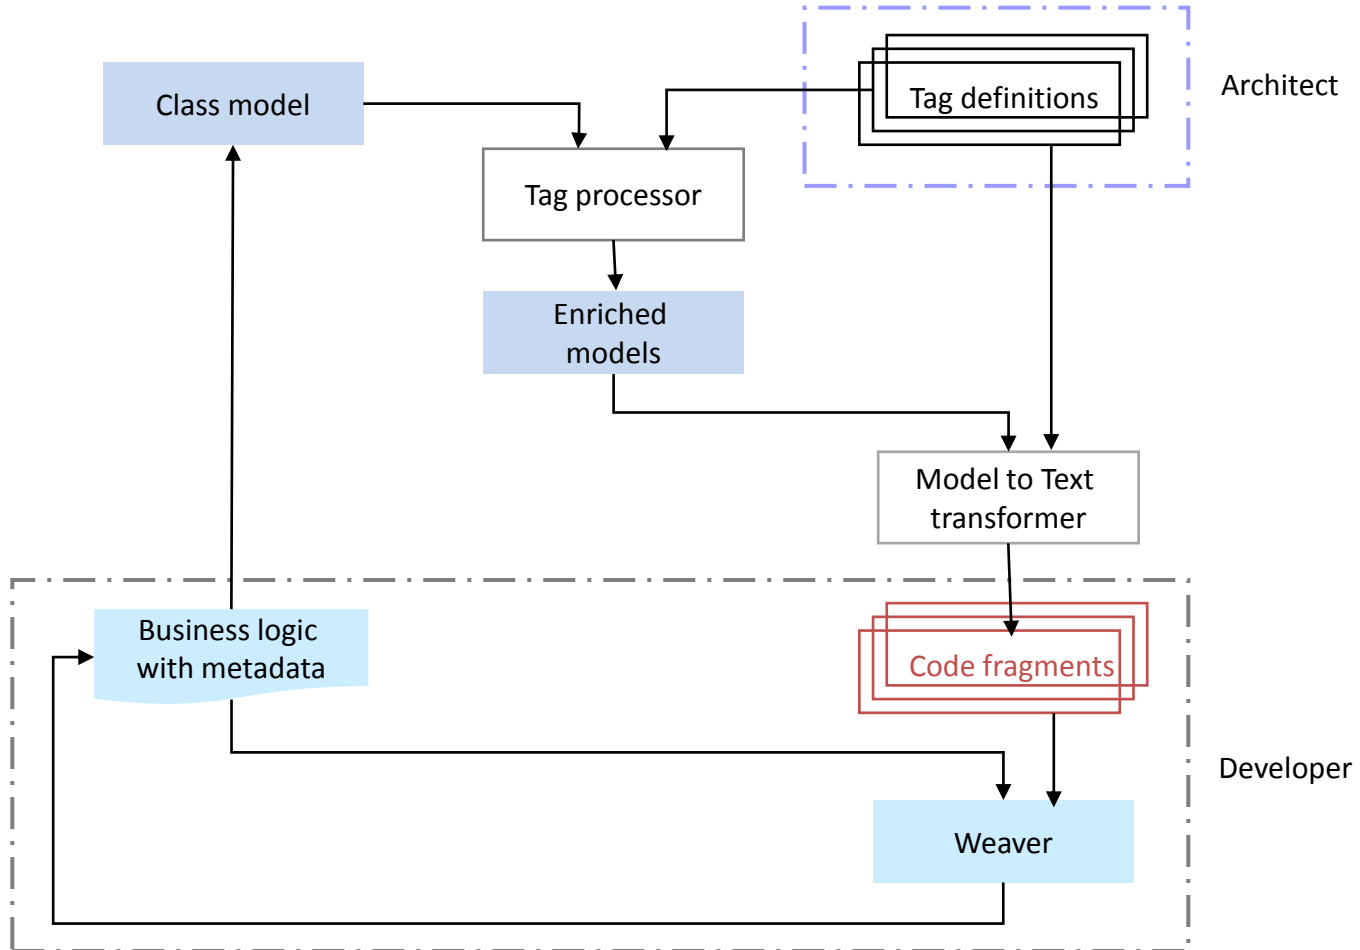 Class model
Tag definitions
Architect
Tag processor
Enriched
models
Model to Text
transformer
Business logic
with metadata
Code fragments
Developer
Weaver